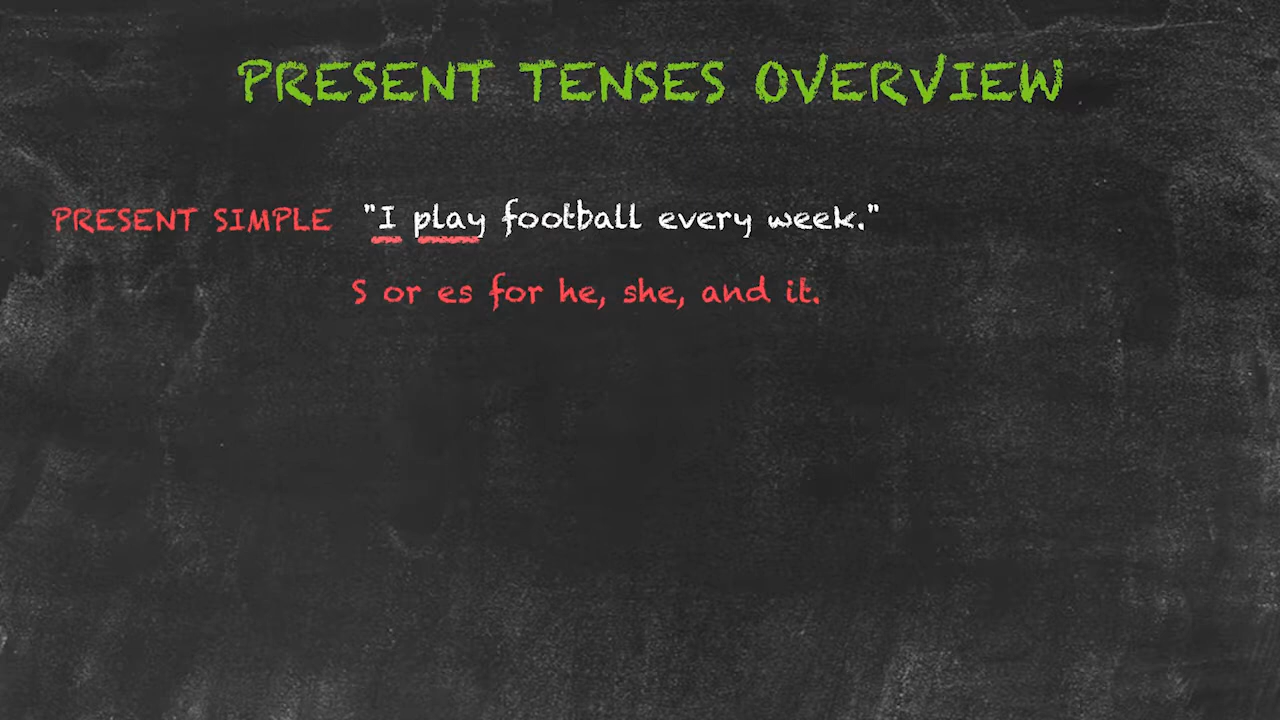 PRESENT TENSES OVERVIEW
PRESENT SIMPLE "I play football every week."
S or es for he, she, and it.